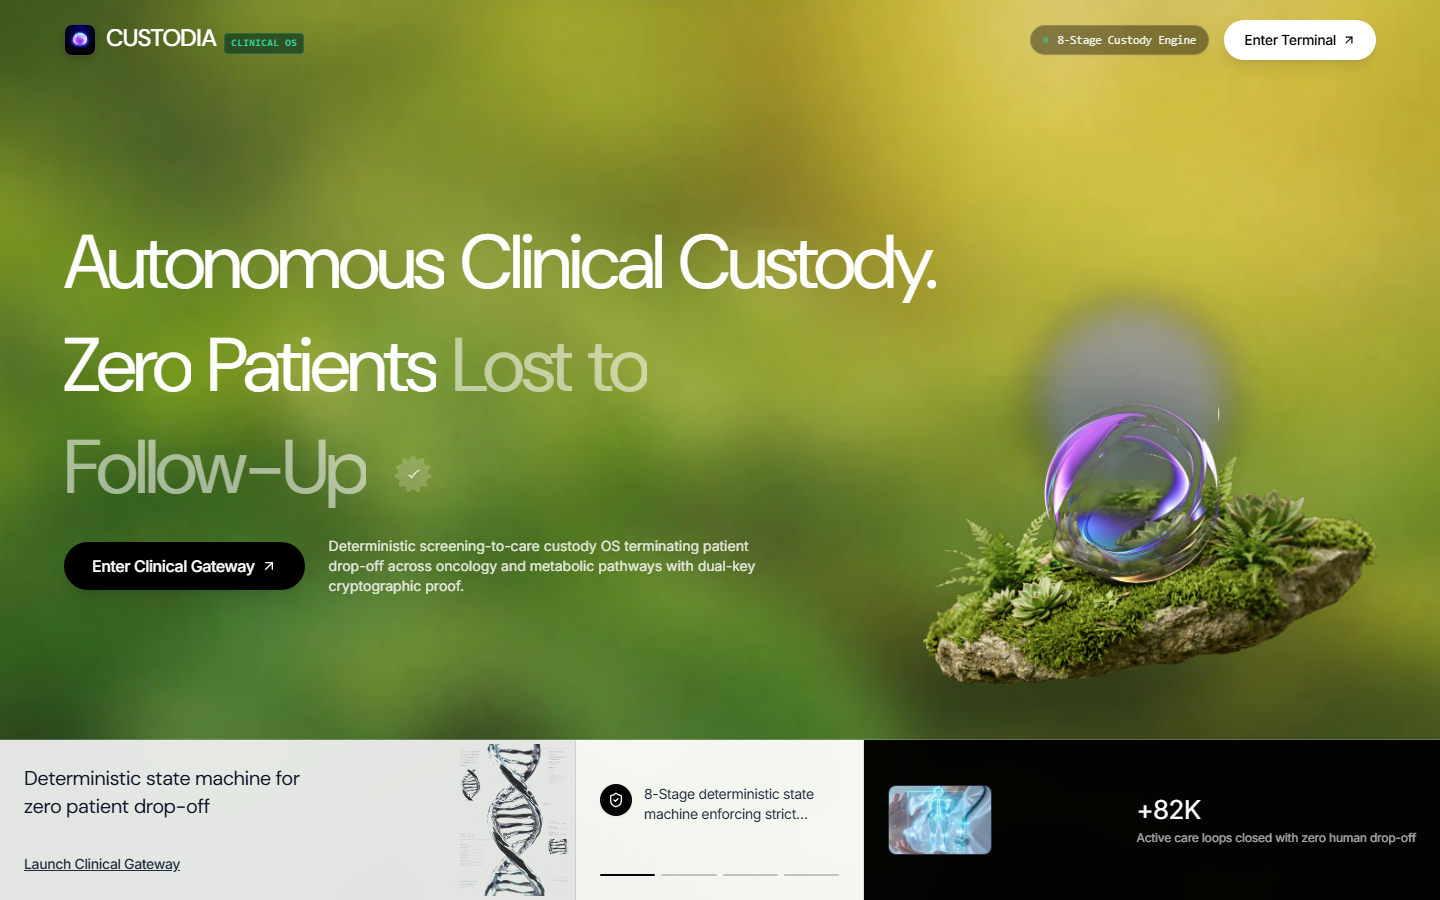 CUSTODIA
CLINICAL OS
8-Stage Custody Engine
Enter Terminal
Autonomous Clinical Custody.
Zero Patients Lost to
Follow-Up
Enter Clinical Gateway
Deterministic screening-to-care custody OS terminating patient
drop-off across oncology and metabolic pathways with dual-key
cryptographic proof.
Deterministic state machine for
zero patient drop-off
Launch Clinical Gateway
8-Stage deterministic state
machine enforcing strict...
+82K
Active care loops closed with zero human drop-off